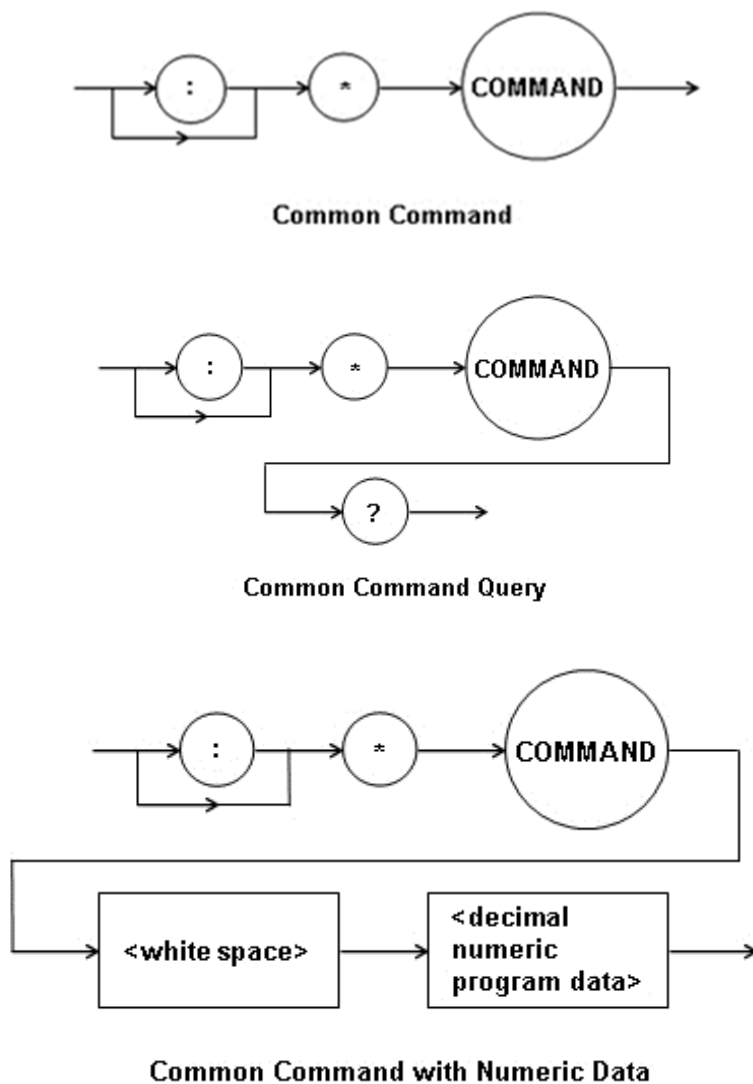 : * COMMAND
Common Command
: * COMMAND
?
Common Command Query
: * COMMAND
<white space>
<decimal
numeric
program data>
Common Command with Numeric Data